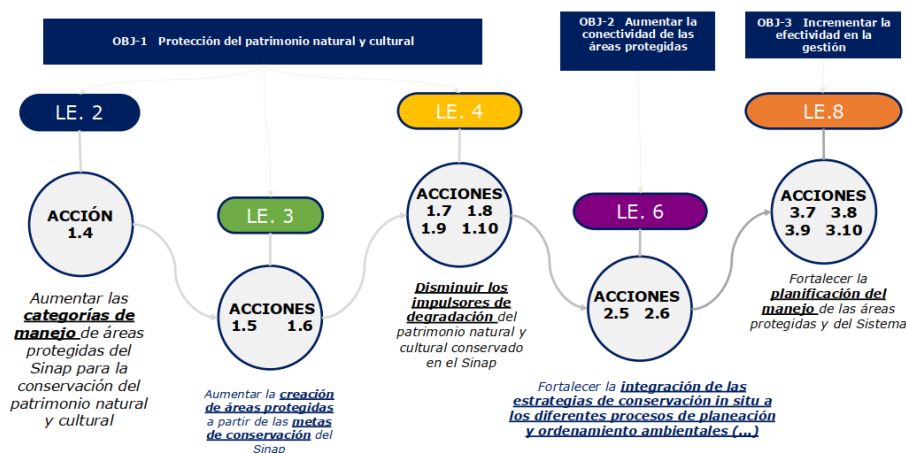 OBJ-1 Protección del patrimonio natural y cultural
OBJ-2 Aumentar la
conectividad de las
áreas protegidas
OBJ-3 Incrementar la
efectividad en la
gestión
LE. 2
ACCIÓN
1.4
Aumentar las
categorías de
manejo de áreas
protegidas del
Sinap para la
conservación del
patrimonio natural
y cultural
LE. 3
ACCIONES
1.5 1.6
Aumentar la creación
de áreas protegidas
a partir de las metas
de conservación del
Sinap
LE. 4
ACCIONES
1.7 1.8
1.9 1.10
Disminuir los
impulsores de
degradación del
patrimonio natural y
cultural conservado
en el Sinap
LE. 6
ACCIONES
2.5 2.6
Fortalecer la integración de las
estrategias de conservación in situ a
los diferentes procesos de planeación
y ordenamiento ambientales (...)
LE.8
ACCIONES
3.7 3.8
3.9 3.10
Fortalecer la
planificación del
manejo de las áreas
protegidas y del Sistema